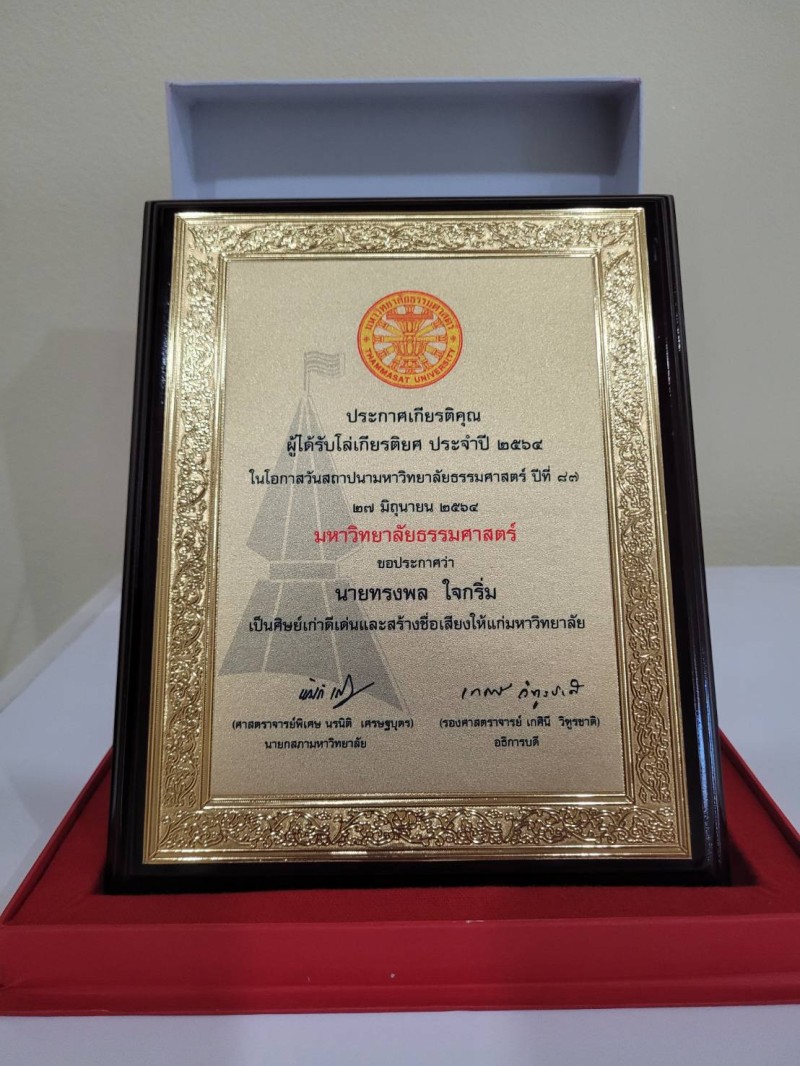 มหาวิทยาลัยธรรมศาสตร์
THAMMASAT UNIVERSITY
ประกาศเกียรติคุณ
ผู้ได้รับโล่เกียรติยศ ประจำปี ๒๕๖๔
ในโอกาสวันสถาปนามหาวิทยาลัยธรรมศาสตร์ ปีที่ ๘๗
๒๗ มิถุนายน ๒๕๖๔
มหาวิทยาลัยธรรมศาสตร์
ขอประกาศว่า
นายทรงพล ใจกริ่ม
เป็นศิษย์เก่าดีเด่นและสร้างชื่อเสียงให้แก่มหาวิทยาลัย
(ศาสตราจารย์พิเศษ นรนิติ เศรษฐบุตร) (รองศาสตราจารย์ เกศินี วิฑูรชาติ)
นายกสภามหาวิทยาลัย อธิการบดี